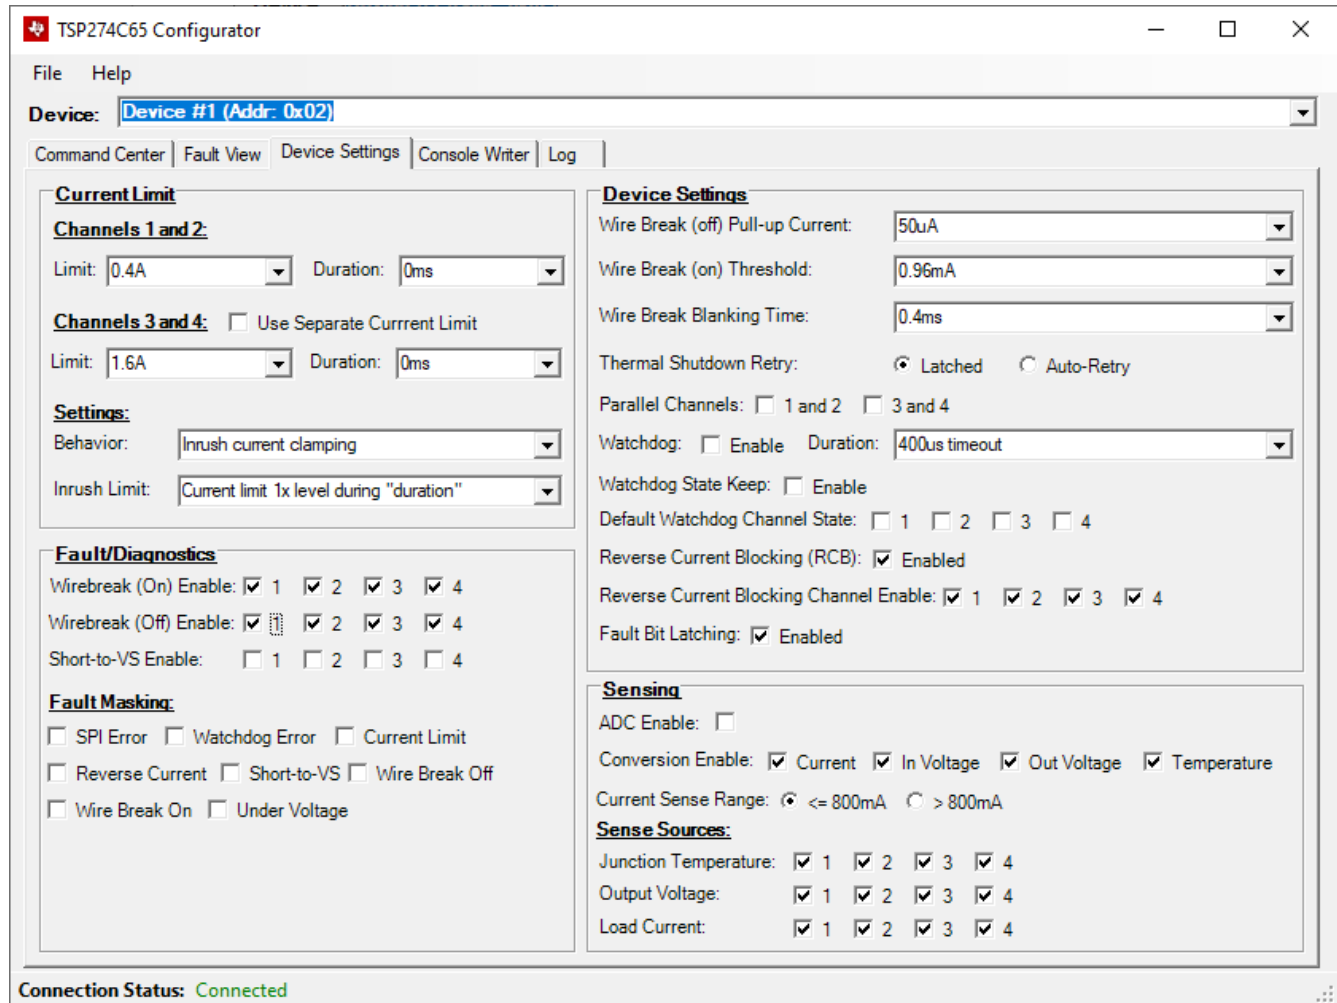 TSP274C65 Configurator
File Help
Device: Device #1 (Addr: 0x02)
Command Center Fault View Device Settings Console Writer Log
Current Limit
Channels 1 and 2:
Limit: 0.4A Duration: 0ms
Channels 3 and 4: Use Separate Currrent Limit
Limit: 1.6A Duration: 0ms
Settings:
Behavior: Inrush current clamping
Inrush Limit: Current limit 1x level during "duration"
Fault/Diagnostics
Wirebreak (On) Enable: 1 2 3 4
Wirebreak (Off) Enable: 1 2 3 4
Short-to-VS Enable: 1 2 3 4
Fault Masking:
SPI Error Watchdog Error Current Limit
Reverse Current Short-to-VS Wire Break Off
Wire Break On Under Voltage
Device Settings
Wire Break (off) Pull-up Current: 50uA
Wire Break (on) Threshold: 0.96mA
Wire Break Blanking Time: 0.4ms
Thermal Shutdown Retry: Latched Auto-Retry
Parallel Channels: 1 and 2 3 and 4
Watchdog: Enable Duration: 400us timeout
Watchdog State Keep: Enable
Default Watchdog Channel State: 1 2 3 4
Reverse Current Blocking (RCB): Enabled
Reverse Current Blocking Channel Enable: 1 2 3 4
Fault Bit Latching: Enabled
Sensing
ADC Enable:
Conversion Enable: Current In Voltage Out Voltage Temperature
Current Sense Range: <= 800mA > 800mA
Sense Sources:
Junction Temperature: 1 2 3 4
Output Voltage: 1 2 3 4
Load Current: 1 2 3 4
Connection Status: Connected